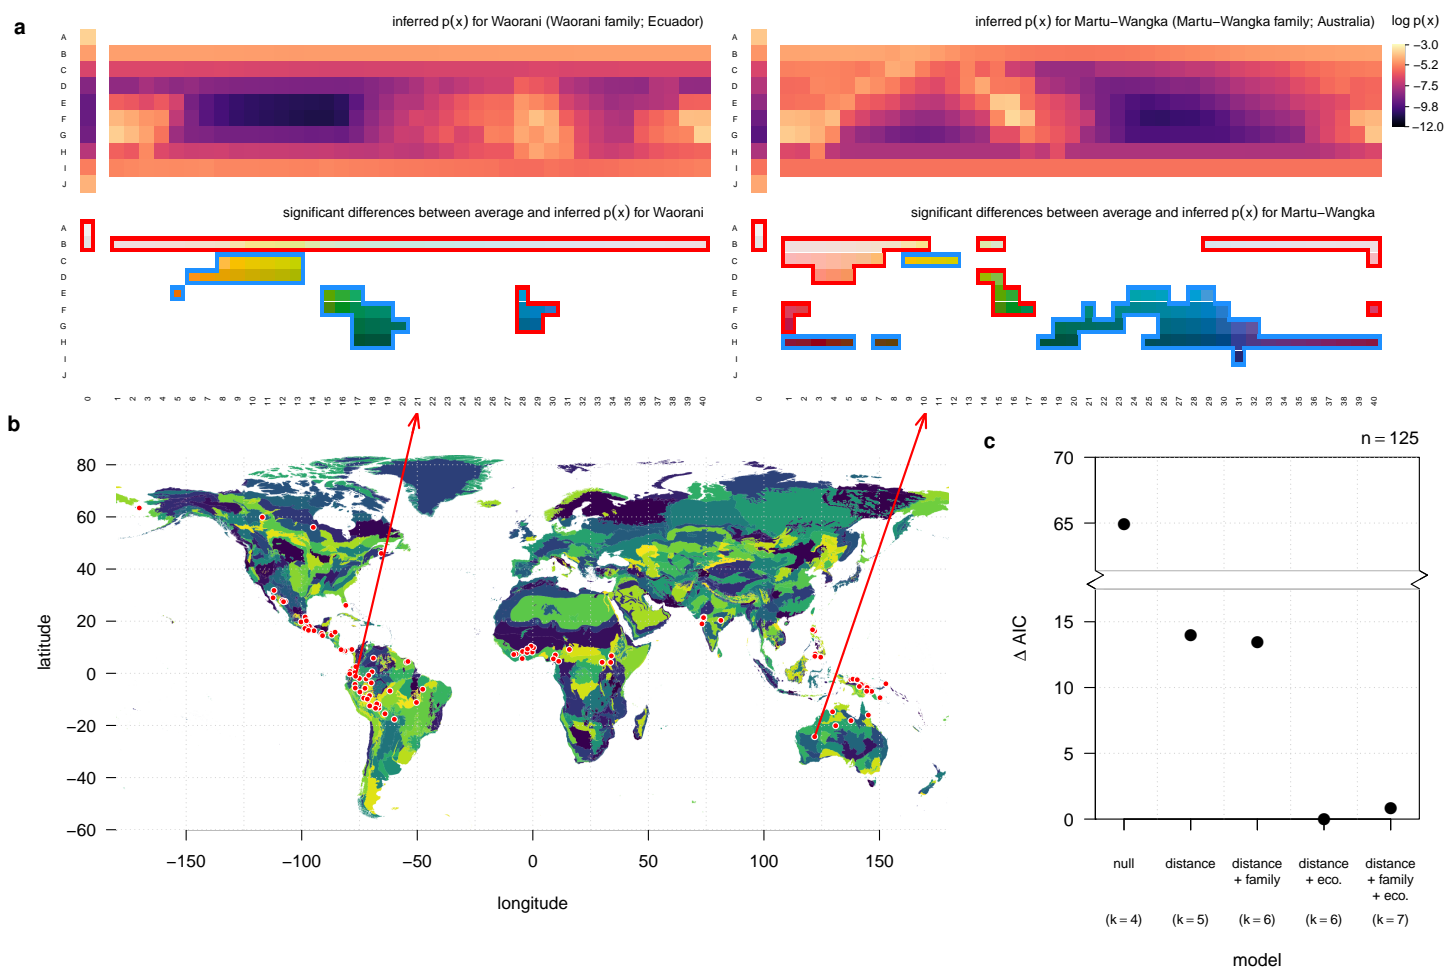 a
inferred p(x) for Waorani (Waorani family; Ecuador)
inferred p(x) for Martu−Wangka (Martu−Wangka family; Australia)
log p(x)
−3.0
−5.2
−7.5
−9.8
−12.0
A
B
C
D
E
F
G
H
I
J
A
B
C
D
E
F
G
H
I
J
significant differences between average and inferred p(x) for Waorani
significant differences between average and inferred p(x) for Martu−Wangka
A
B
C
D
E
F
G
H
I
J
A
B
C
D
E
F
G
H
I
J
0 1 2 3 4 5 6 7 8 9 10 11 12 13 14 15 16 17 18 19 20 21 22 23 24 25 26 27 28 29 30 31 32 33 34 35 36 37 38 39 40
0 1 2 3 4 5 6 7 8 9 10 11 12 13 14 15 16 17 18 19 20 21 22 23 24 25 26 27 28 29 30 31 32 33 34 35 36 37 38 39 40
b
latitude
80
60
40
20
0
−20
−40
−60
−150 −100 −50 0 50 100 150
longitude
c
n = 125
Δ AIC
70
65
15
10
5
0
null
distance
distance
+ family
distance
+ eco.
distance
+ family
+ eco.
(k = 4) (k = 5) (k = 6) (k = 6) (k = 7)
model